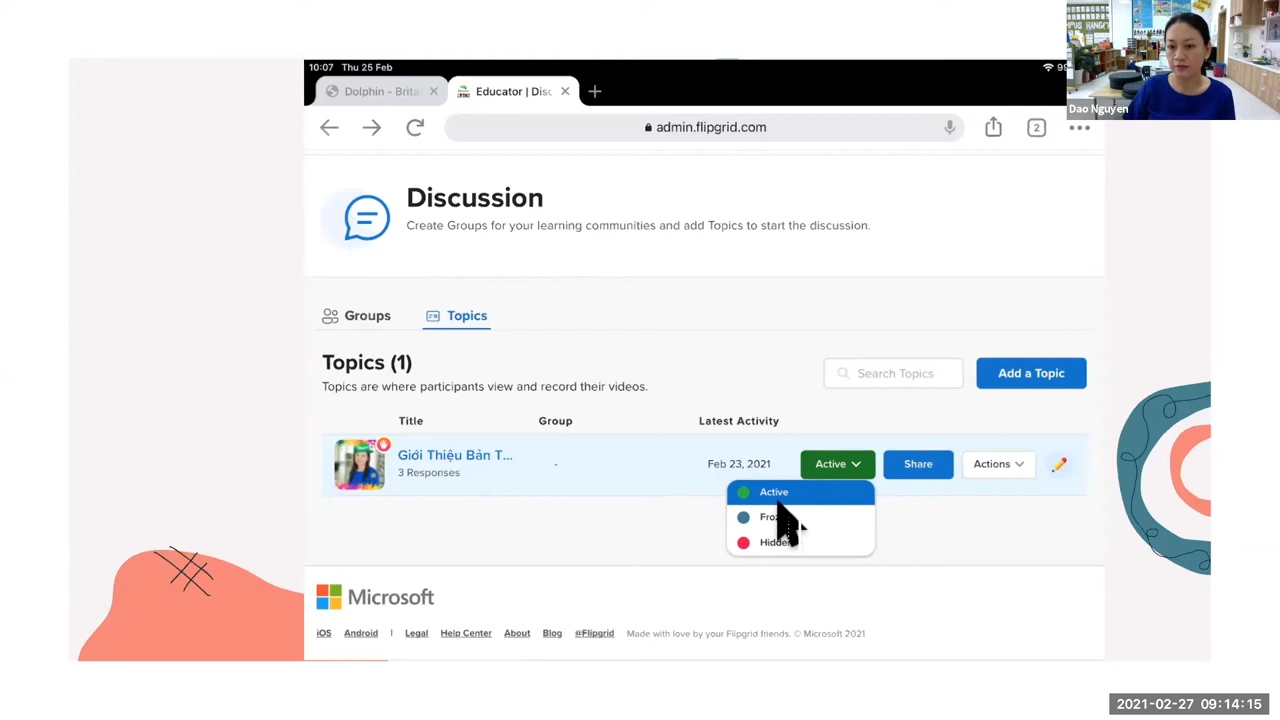 10:07 Thu 25 Feb
Dolphin - Brita
Educator | Disc
admin.flipgrid.com
2
Dao Nguyen
Discussion
Create Groups for your learning communities and add Topics to start the discussion.
Groups
Topics
Topics (1)
Topics are where participants view and record their videos.
Search Topics
Add a Topic
Title
Group
Latest Activity
Giới Thiệu Bản T...
3 Responses
-
Feb 23, 2021
Active
Share
Actions
Active
Microsoft
iOS Android | Legal Help Center About Blog @Flipgrid Made with love by your Flipgrid friends. © Microsoft 2021
2021-02-27 09:14:15